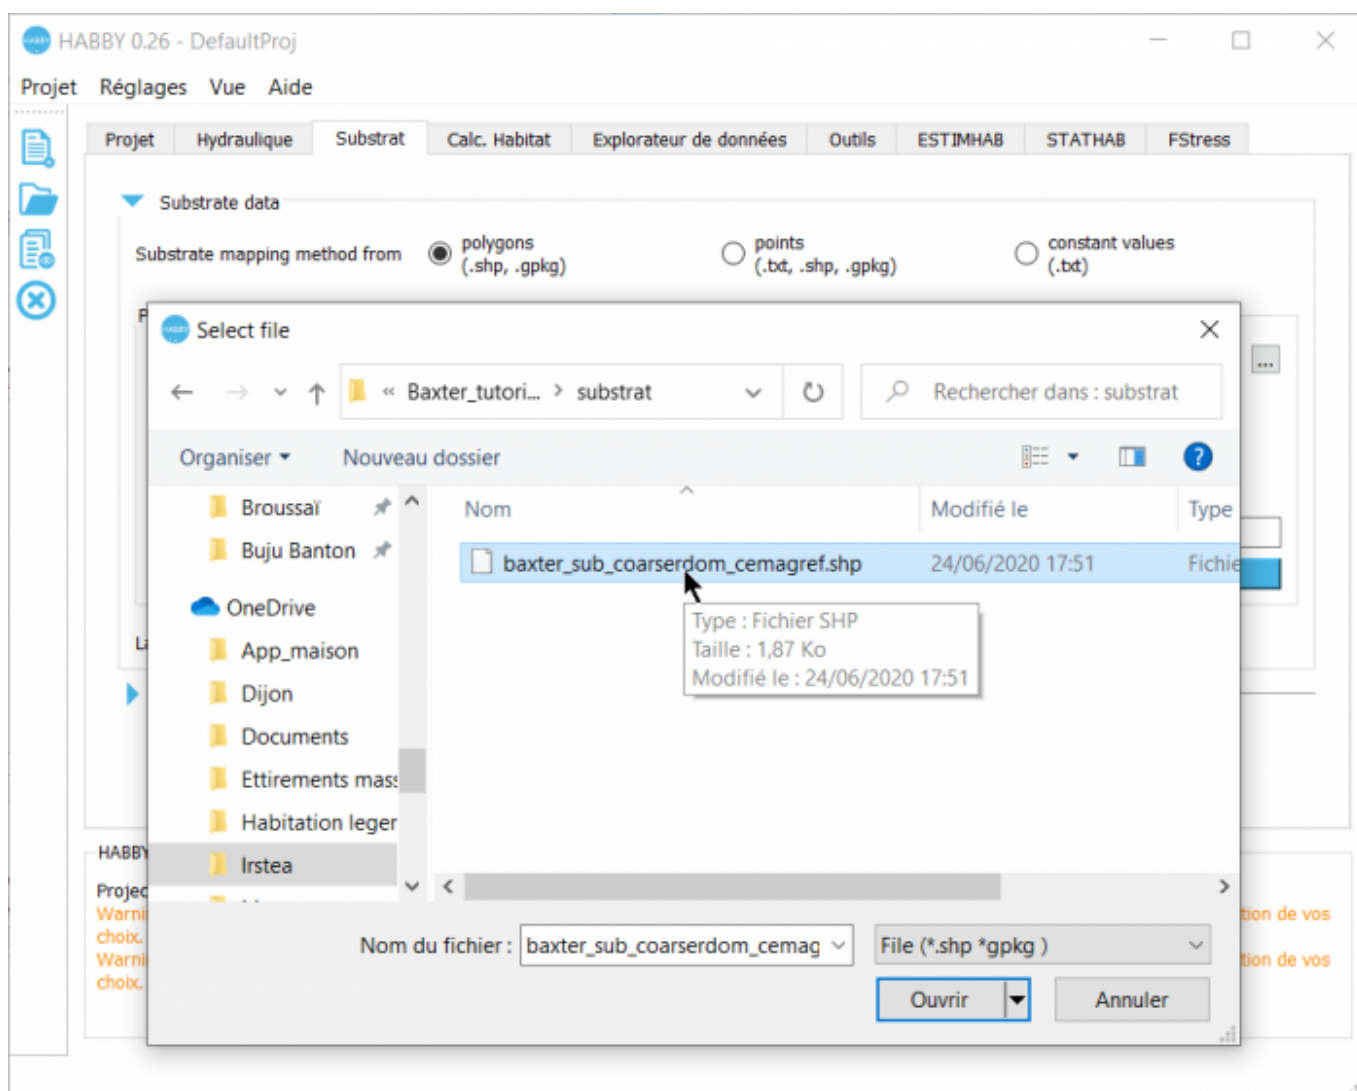 HABBY 0.26 - DefaultProj
Projet Réglages Vue Aide
Projet Hydraulique Substrat Calc. Habitat Explorateur de données Outils ESTIMHAB STATHAB FStress
Substrate data
Substrate mapping method from
polygons
(.shp, .gpkg)
points
(.txt, .shp, .gpkg)
constant values
(.txt)
Select file
...
« Baxter_tutori... > substrat
Rechercher dans : substrat
Organiser Nouveau dossier
?
Nom Modifié le Type
Broussaï
Buju Banton
OneDrive
App_maison
Dijon
Documents
Ettirements mass
Habitation leger
Irstea
baxter_sub_coarserdom_cemagref.shp 24/06/2020 17:51 Fichie
Type : Fichier SHP
Taille : 1,87 Ko
Modifié le : 24/06/2020 17:51
HABBY
Projec
Warni
tion de vos
choix.
Warni
tion de vos
choix.
Nom du fichier : baxter_sub_coarserdom_cemag File (*.shp *gpkg )
Ouvrir Annuler